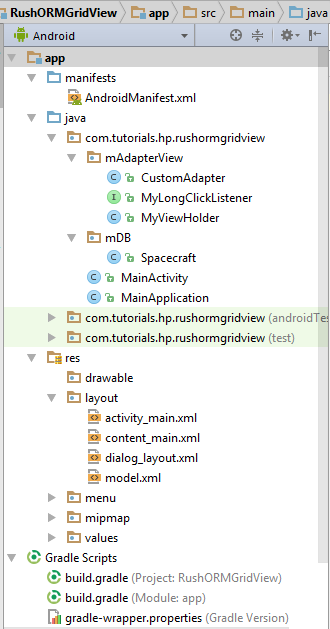 RushORMGridView app src main java
Android
app
manifests
AndroidManifest.xml
java
com.tutorials.hp.rushormgridview
mAdapterView
C CustomAdapter
I MyLongClickListener
C MyViewHolder
mDB
C Spacecraft
C MainActivity
C MainApplication
com.tutorials.hp.rushormgridview (androidTes
com.tutorials.hp.rushormgridview (test)
res
drawable
layout
activity_main.xml
content_main.xml
dialog_layout.xml
model.xml
menu
mipmap
values
Gradle Scripts
build.gradle (Project: RushORMGridView)
build.gradle (Module: app)
gradle-wrapper.properties (Gradle Version)